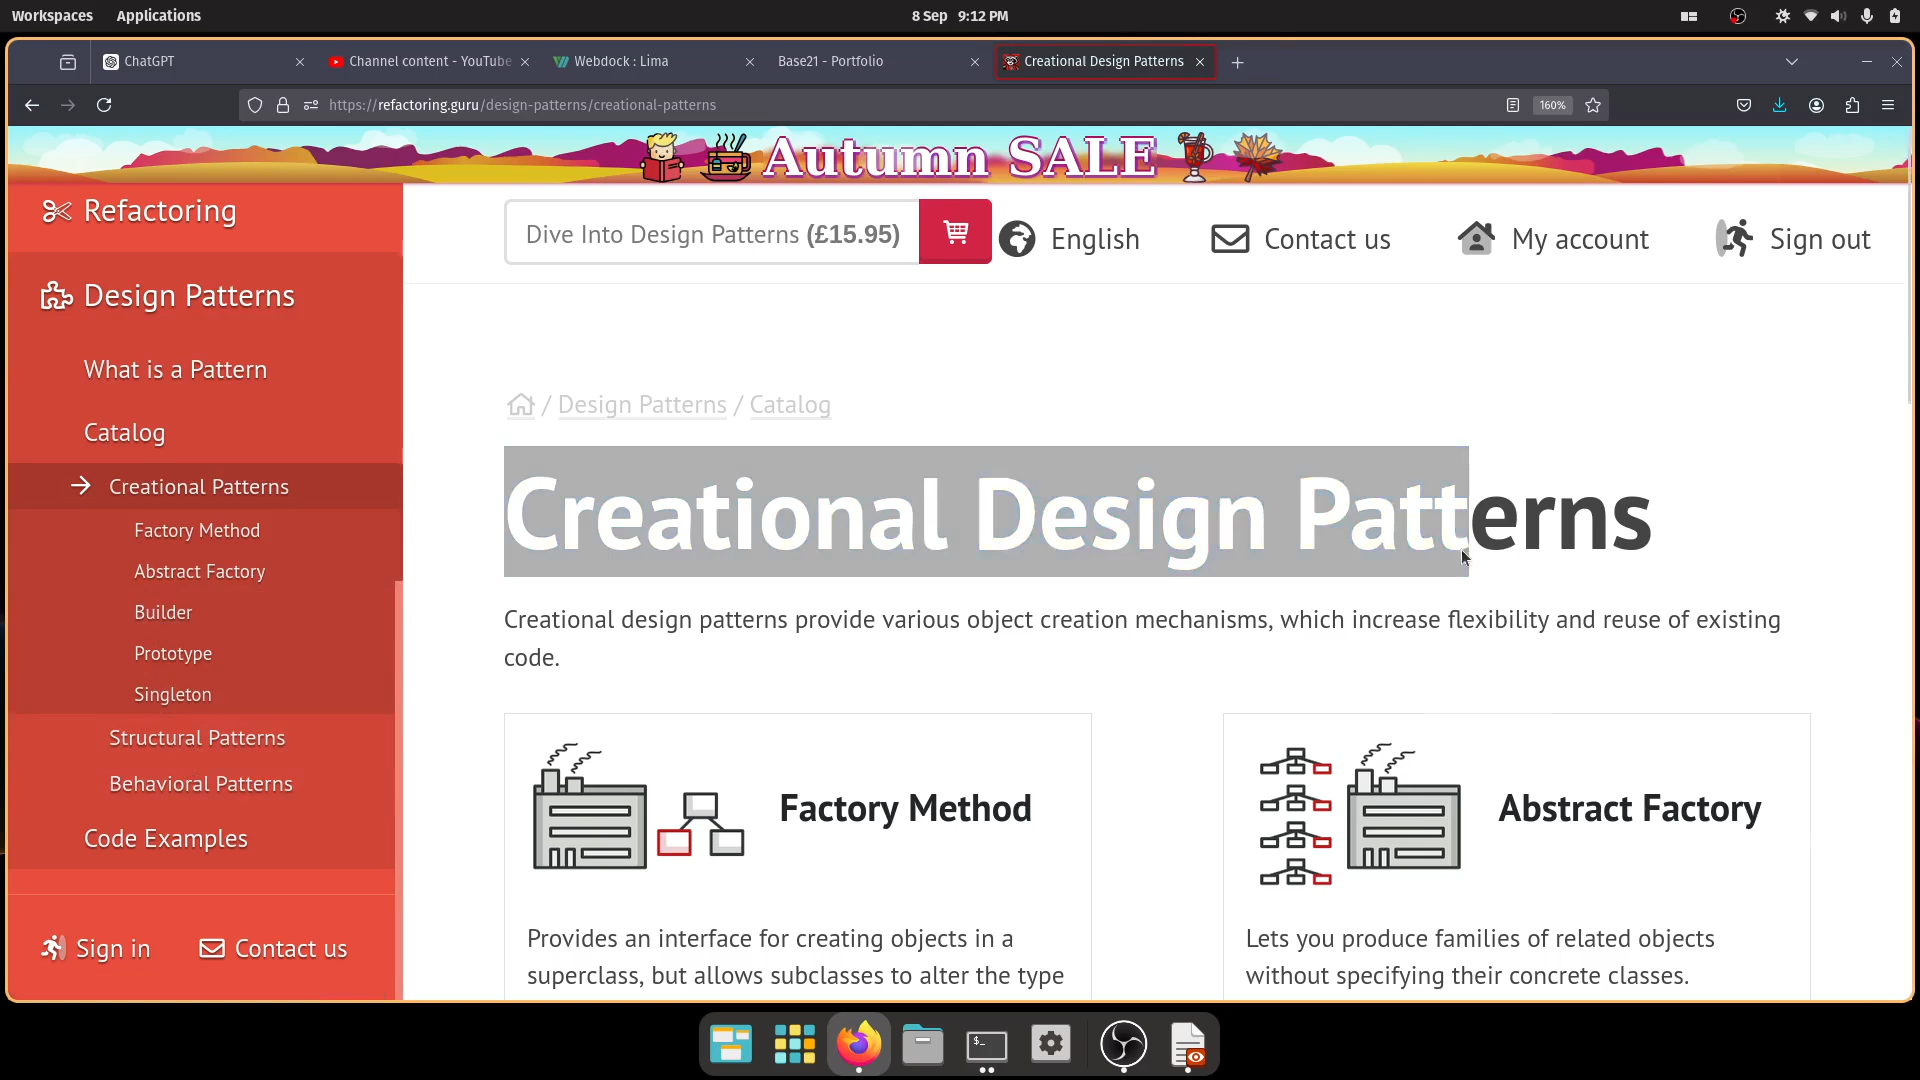 Workspaces Applications 8 Sep 9:12 PM
ChatGPT Channel content - YouTube Webdock : Lima Base21 - Portfolio Creational Design Patterns
https://refactoring.guru/design-patterns/creational-patterns 160%
Autumn SALE
Refactoring
Design Patterns
What is a Pattern
Catalog
Creational Patterns
Factory Method
Abstract Factory
Builder
Prototype
Singleton
Structural Patterns
Behavioral Patterns
Code Examples
Sign in Contact us
Dive Into Design Patterns (£15.95) English Contact us My account Sign out
/ Design Patterns / Catalog
Creational Design Patterns
Creational design patterns provide various object creation mechanisms, which increase flexibility and reuse of existing
code.
Factory Method
Provides an interface for creating objects in a
superclass, but allows subclasses to alter the type
Abstract Factory
Lets you produce families of related objects
without specifying their concrete classes.
$_